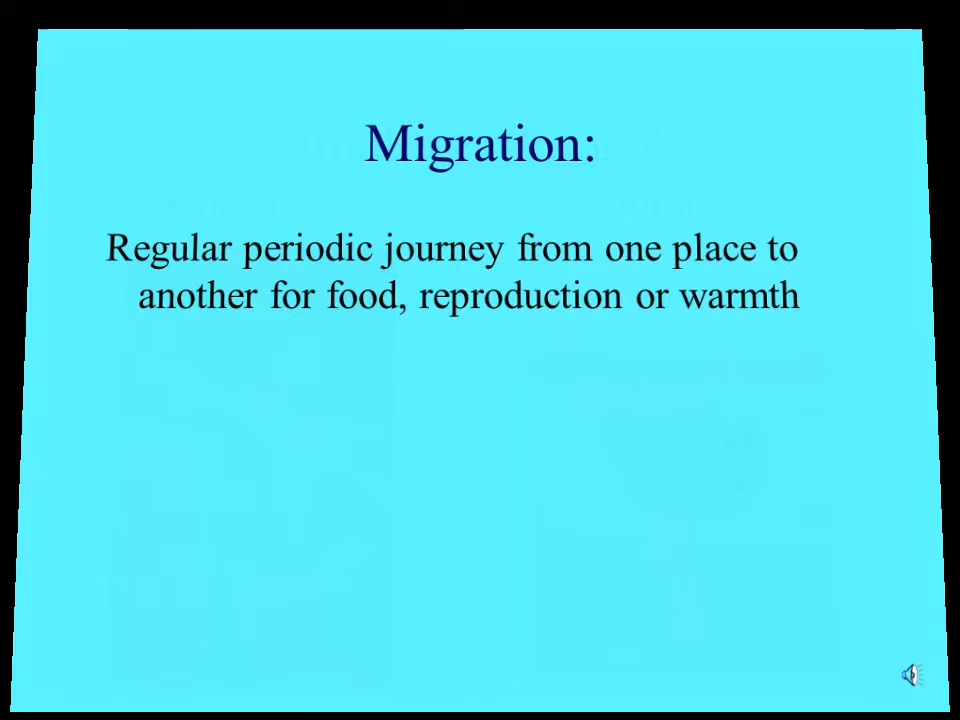 Migration:
Regular periodic journey from one place to
another for food, reproduction or warmth